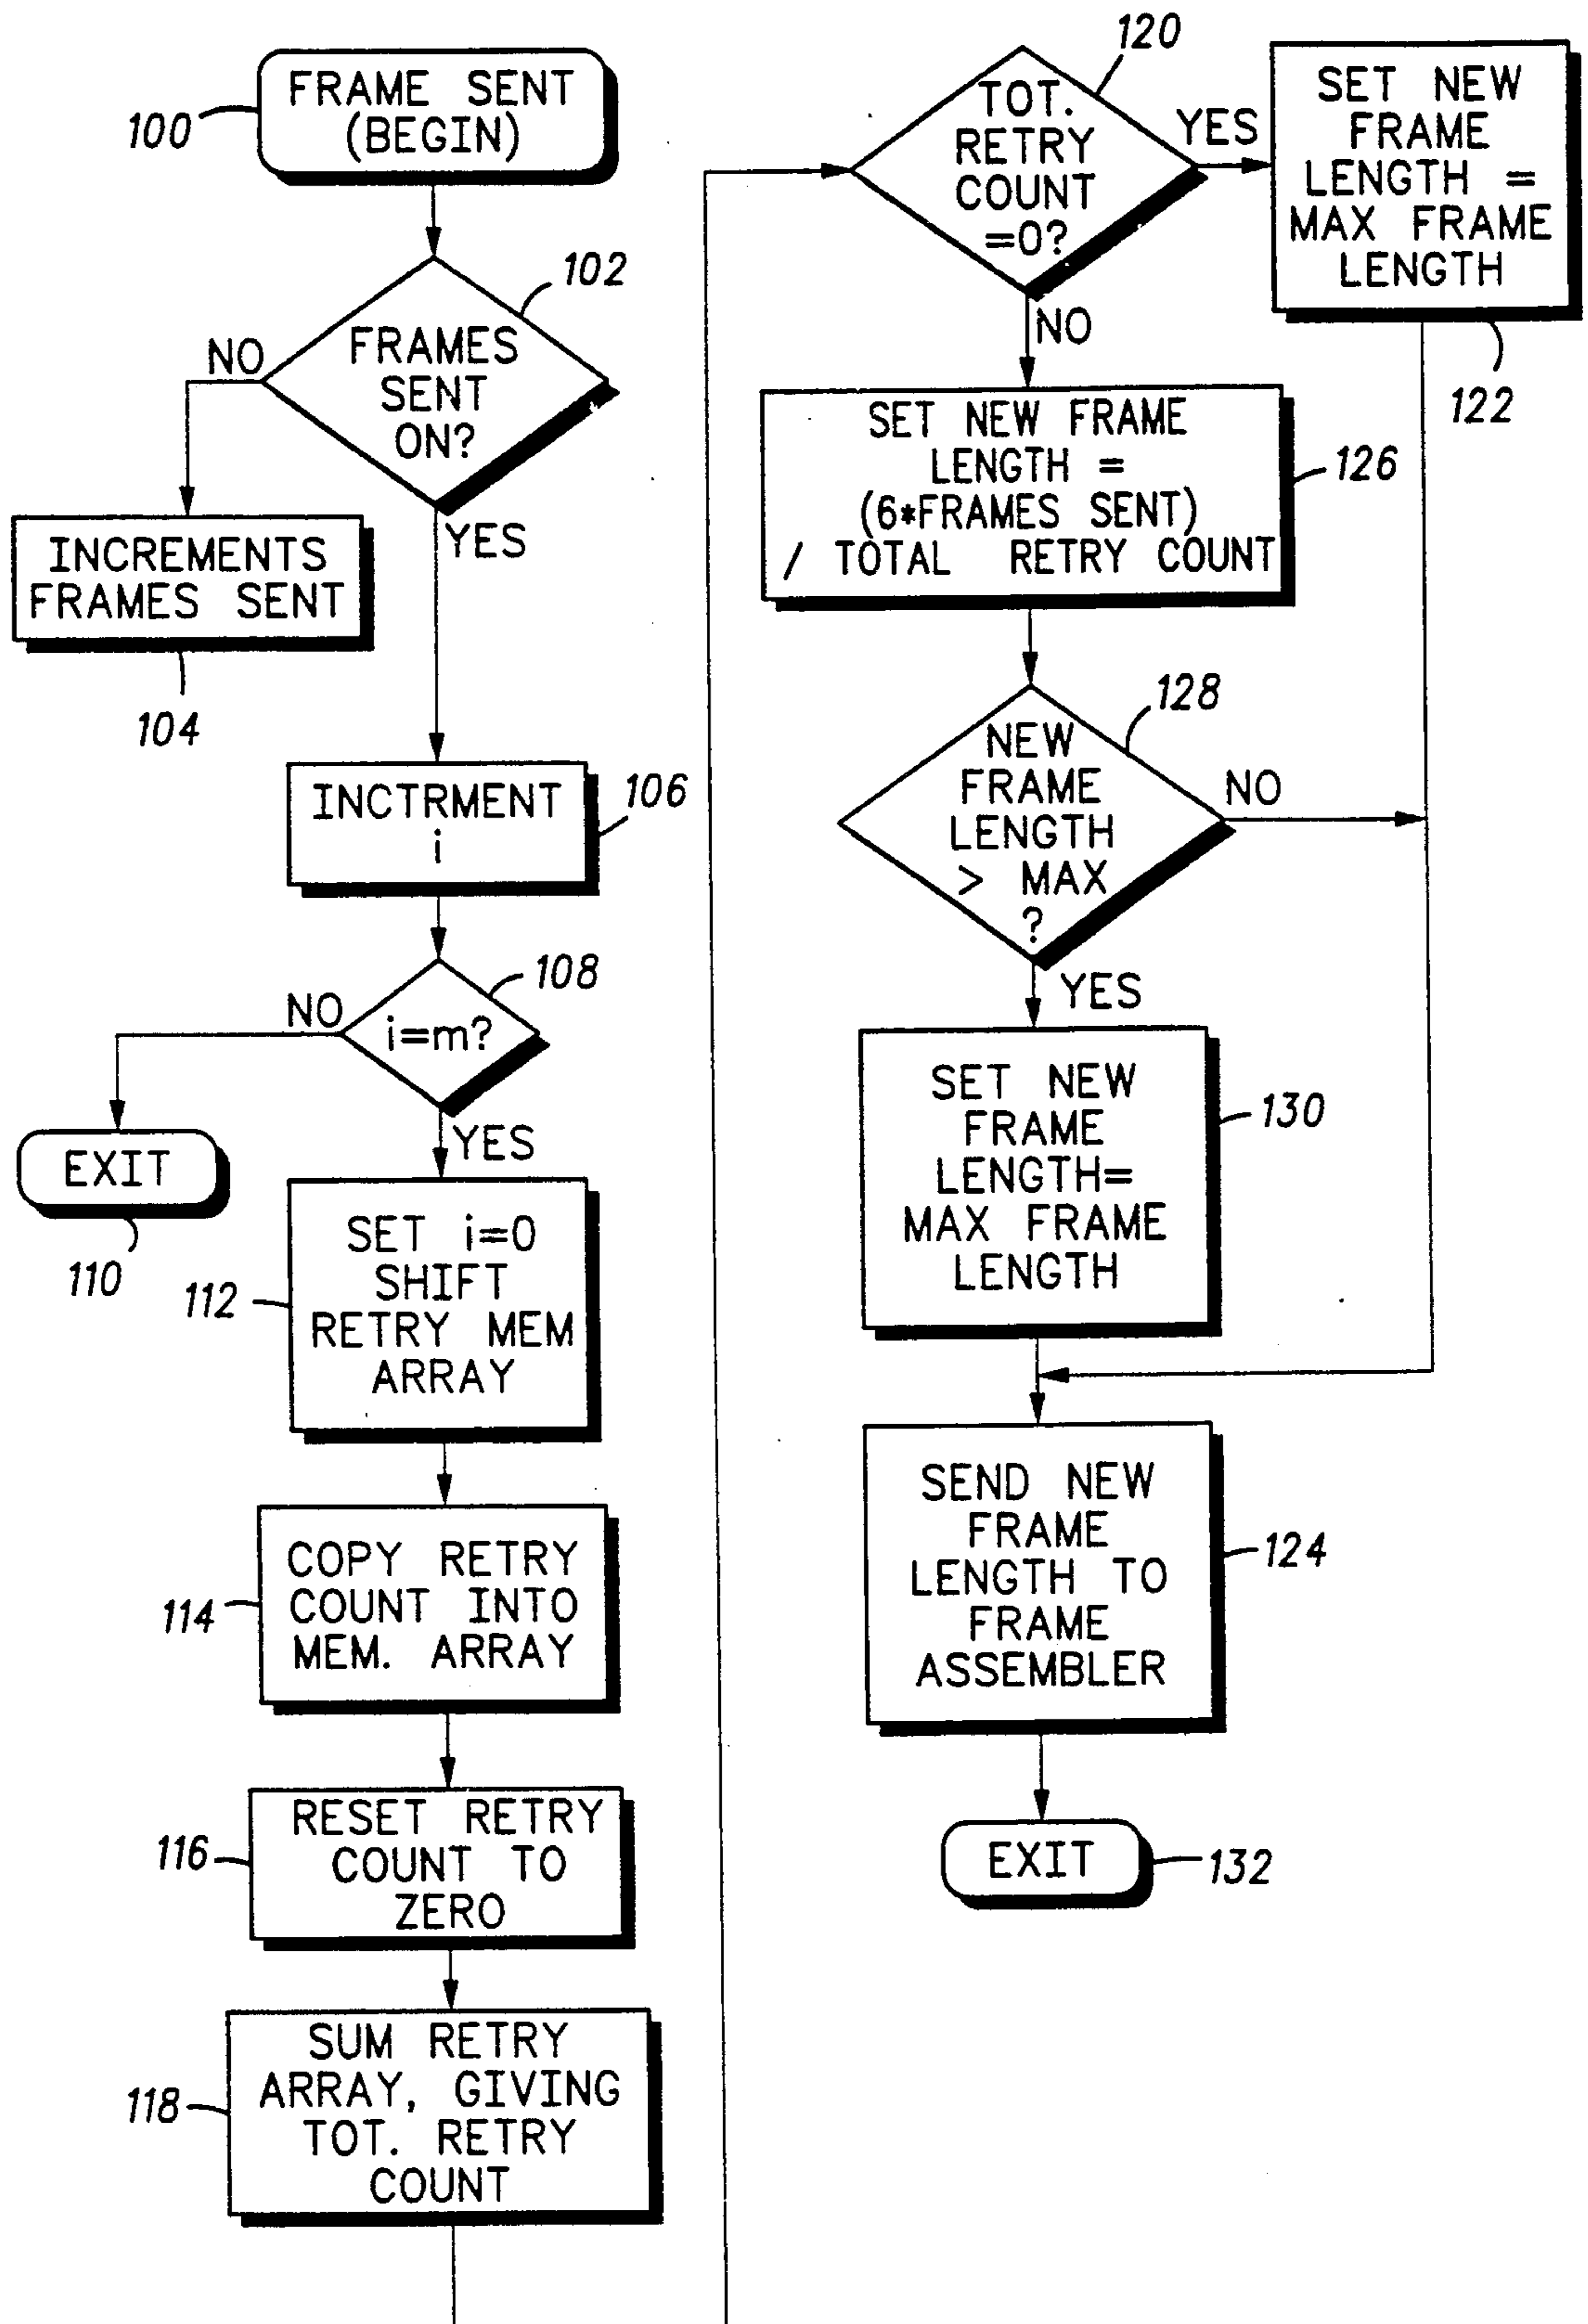 FRAME SENT
(BEGIN)
100
102
FRAMES
SENT
ON?
NO
YES
INCREMENTS
FRAMES SENT
104
INCTRMENT
i
106
108
i=m?
NO
YES
EXIT
110
SET i=0
SHIFT
RETRY MEM
ARRAY
112
COPY RETRY
COUNT INTO
MEM. ARRAY
114
RESET RETRY
COUNT TO
ZERO
116
SUM RETRY
ARRAY, GIVING
TOT. RETRY
COUNT
118
120
TOT.
RETRY
COUNT
=0?
YES
NO
SET NEW
FRAME
LENGTH =
MAX FRAME
LENGTH
122
SET NEW FRAME
LENGTH =
(6*FRAMES SENT)
/ TOTAL RETRY COUNT
126
128
NEW
FRAME
LENGTH
> MAX
?
NO
YES
SET NEW
FRAME
LENGTH=
MAX FRAME
LENGTH
130
SEND NEW
FRAME
LENGTH TO
FRAME
ASSEMBLER
124
EXIT
132